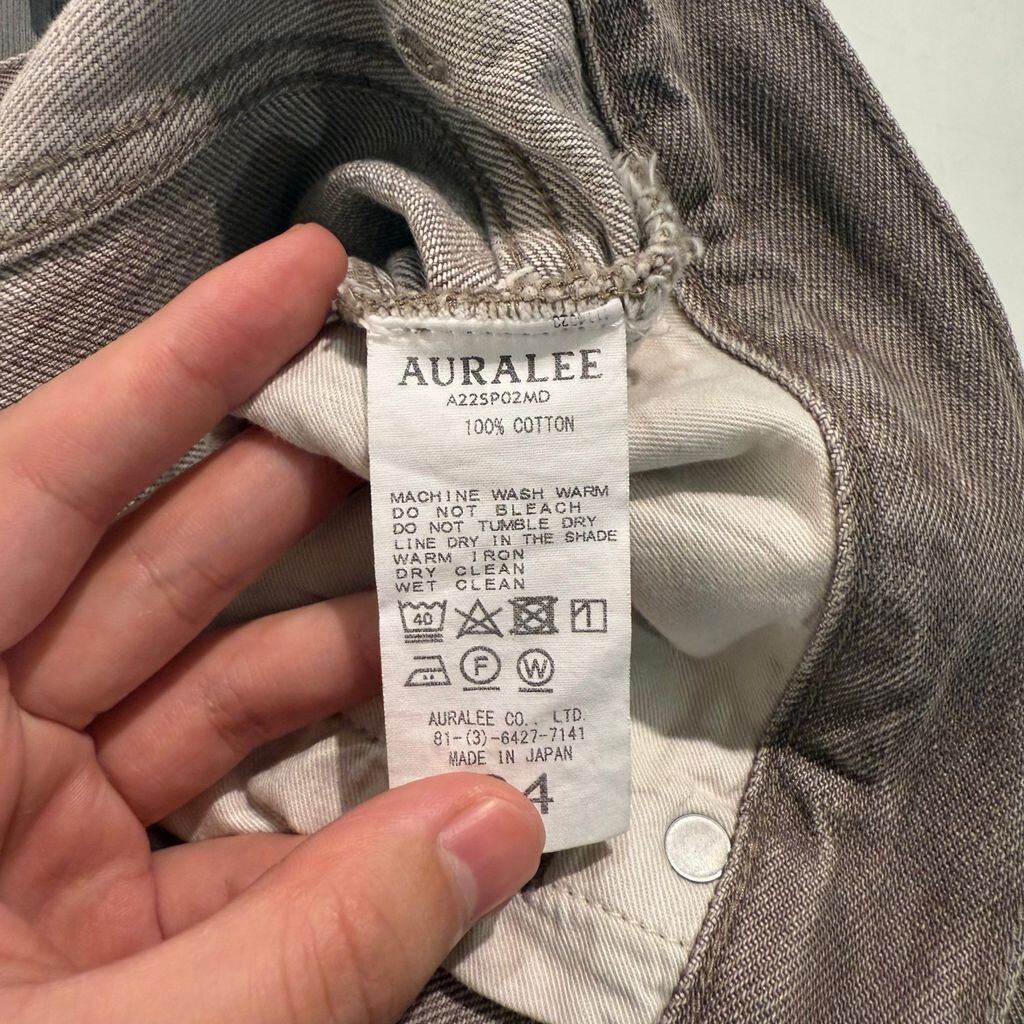 AURALEE
A22SP02MD
100% COTTON
MACHINE WASH WARM
DO NOT BLEACH
DO NOT TUMBLE DRY
LINE DRY IN THE SHADE
WARM IRON
DRY CLEAN
WET CLEAN
40
F W
AURALEE CO., LTD.
81-(3)-6427-7141
MADE IN JAPAN